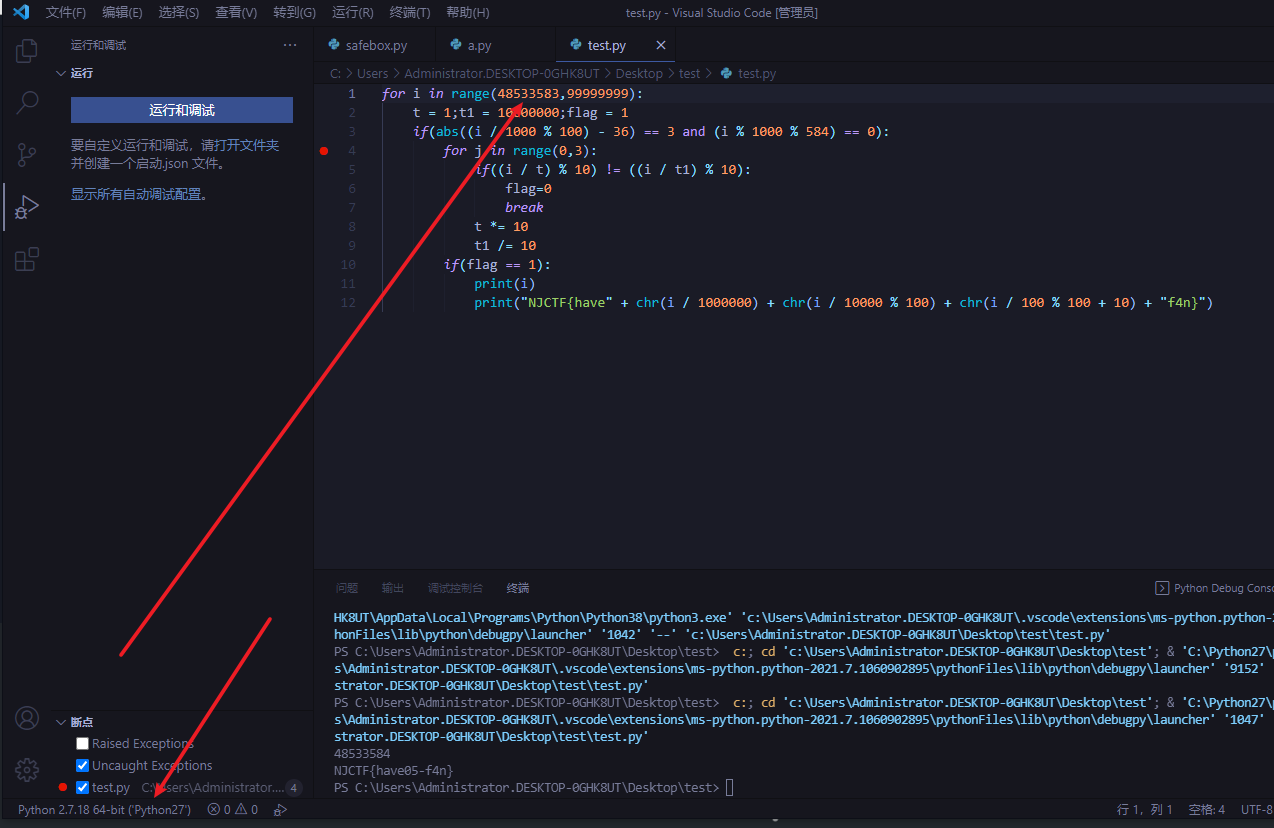 文件(F) 编辑(E) 选择(S) 查看(V) 转到(G) 运行(R) 终端(T) 帮助(H) test.py - Visual Studio Code [管理员]
运行和调试 ···
运行
运行和调试
要自定义运行和调试，请打开文件夹
并创建一个启动.json 文件。
显示所有自动调试配置。
safebox.py a.py test.py
C: > Users > Administrator.DESKTOP-0GHK8UT > Desktop > test > test.py
1 for i in range(48533583,99999999):
2 t = 1;t1 = 10000000;flag = 1
3 if(abs((i / 1000 % 100) - 36) == 3 and (i % 1000 % 584) == 0):
4 for j in range(0,3):
5 if((i / t) % 10) != ((i / t1) % 10):
6 flag=0
7 break
8 t *= 10
9 t1 /= 10
10 if(flag == 1):
11 print(i)
12 print("NJCTF{have" + chr(i / 1000000) + chr(i / 10000 % 100) + chr(i / 100 % 100 + 10) + "f4n}")
问题 输出 调试控制台 终端 Python Debug Conso
HK8UT\AppData\Local\Programs\Python\Python38\python3.exe' 'c:\Users\Administrator.DESKTOP-0GHK8UT\.vscode\extensions\ms-python.python-2
honFiles\lib\python\debugpy\launcher' '1042' '--' 'c:\Users\Administrator.DESKTOP-0GHK8UT\Desktop\test\test.py'
PS C:\Users\Administrator.DESKTOP-0GHK8UT\Desktop\test> c:; cd 'c:\Users\Administrator.DESKTOP-0GHK8UT\Desktop\test'; & 'C:\Python27\p
s\Administrator.DESKTOP-0GHK8UT\.vscode\extensions\ms-python.python-2021.7.1060902895\pythonFiles\lib\python\debugpy\launcher' '9152'
strator.DESKTOP-0GHK8UT\Desktop\test\test.py'
PS C:\Users\Administrator.DESKTOP-0GHK8UT\Desktop\test> c:; cd 'c:\Users\Administrator.DESKTOP-0GHK8UT\Desktop\test'; & 'C:\Python27\p
s\Administrator.DESKTOP-0GHK8UT\.vscode\extensions\ms-python.python-2021.7.1060902895\pythonFiles\lib\python\debugpy\launcher' '1047'
strator.DESKTOP-0GHK8UT\Desktop\test\test.py'
48533584
NJCTF{have05-f4n}
PS C:\Users\Administrator.DESKTOP-0GHK8UT\Desktop\test>
断点
Raised Exceptions
Uncaught Exceptions
test.py C:\Users\Administrator.... 4
Python 2.7.18 64-bit ('Python27') 0 0 行 1，列 1 空格: 4 UTF-8